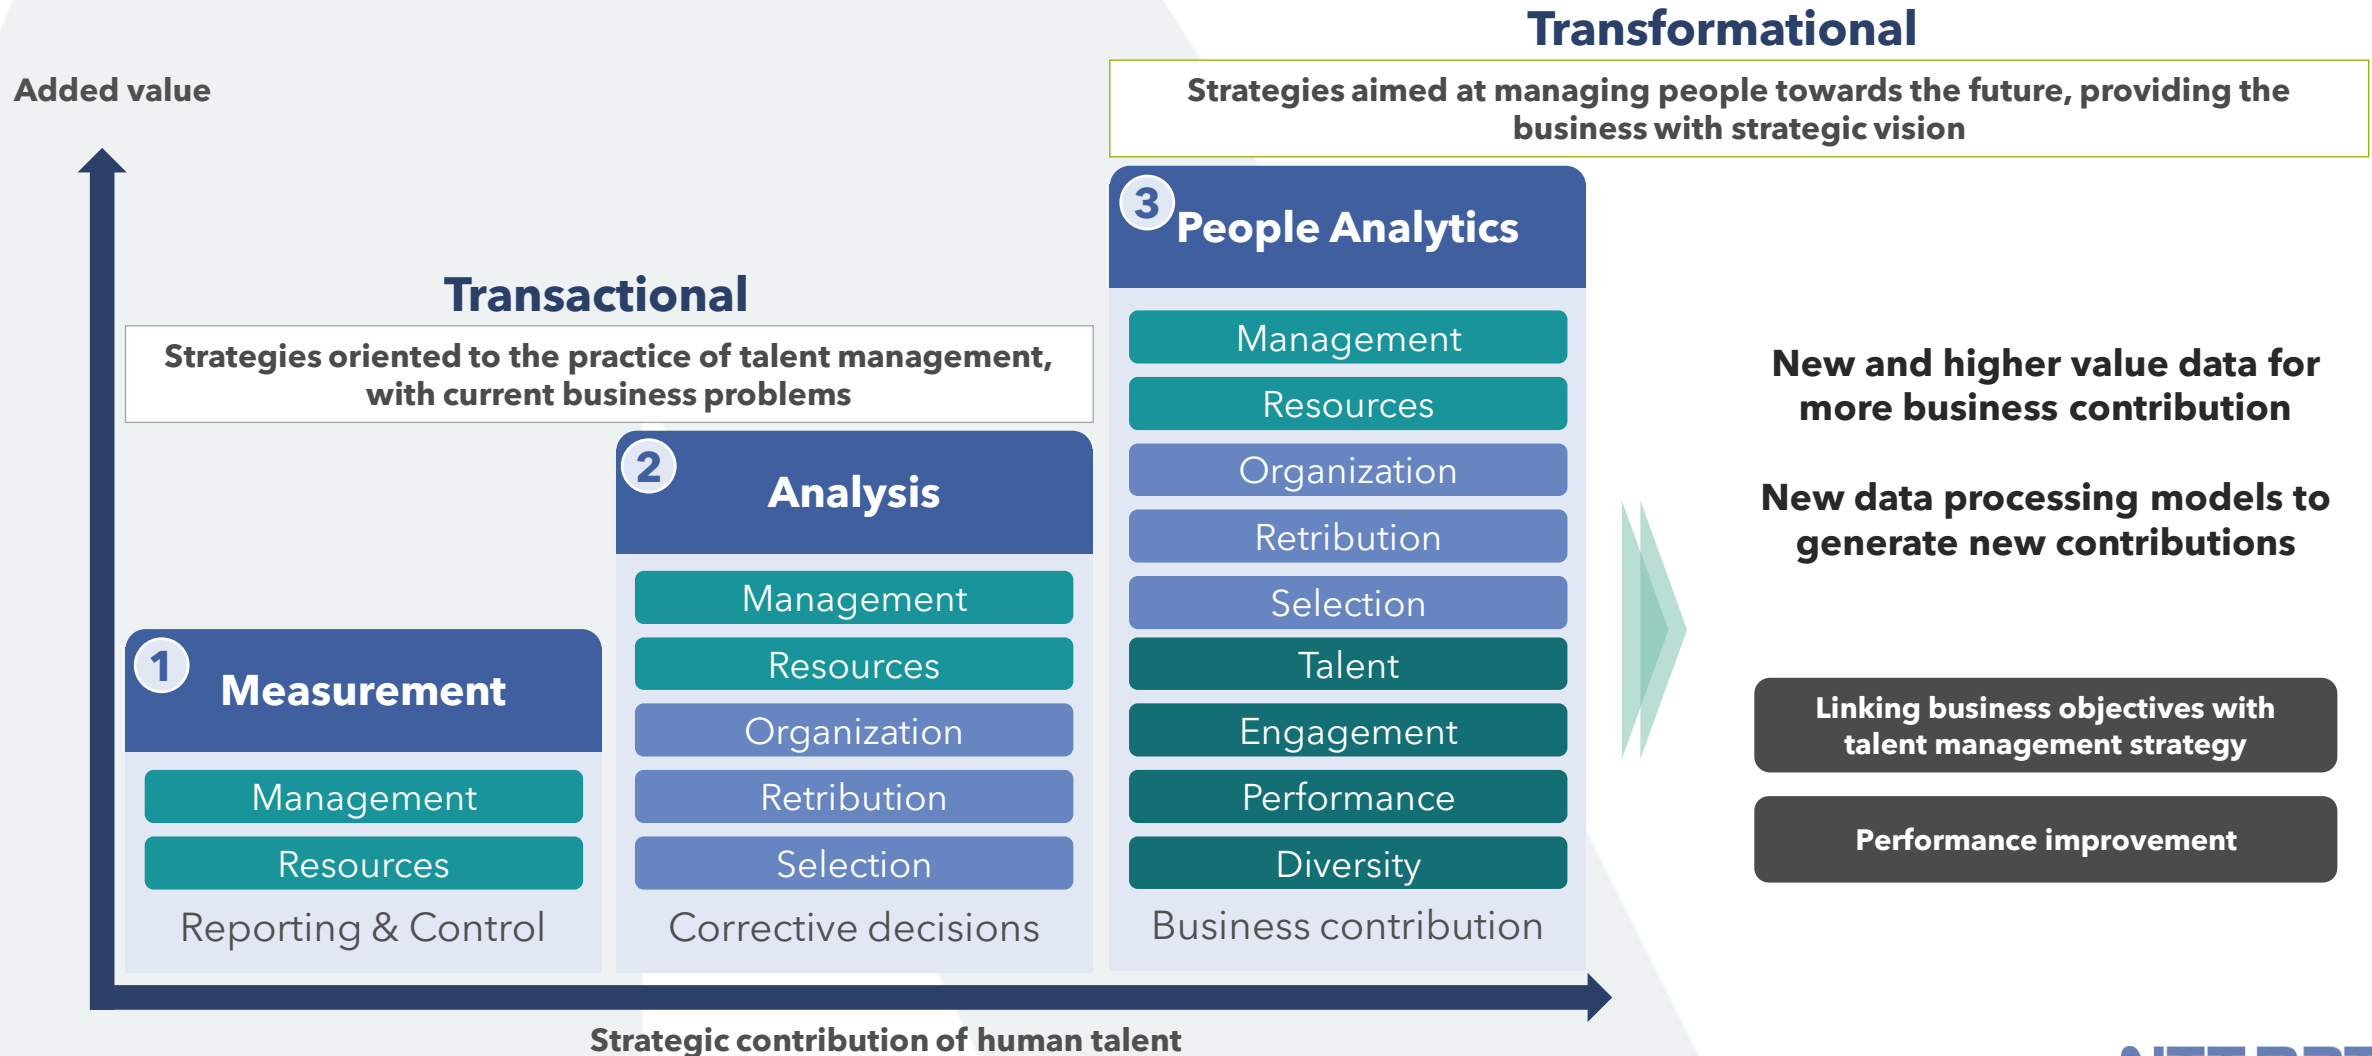 Transformational
Strategies aimed at managing people towards the future, providing the
business with strategic vision
Added value
Transactional
Strategies oriented to the practice of talent management,
with current business problems
1
Measurement
Management
Resources
Reporting & Control
2
Analysis
Management
Resources
Organization
Retribution
Selection
Corrective decisions
3
People Analytics
Management
Resources
Organization
Retribution
Selection
Talent
Engagement
Performance
Diversity
Business contribution
New and higher value data for
more business contribution
New data processing models to
generate new contributions
Linking business objectives with
talent management strategy
Performance improvement
Strategic contribution of human talent